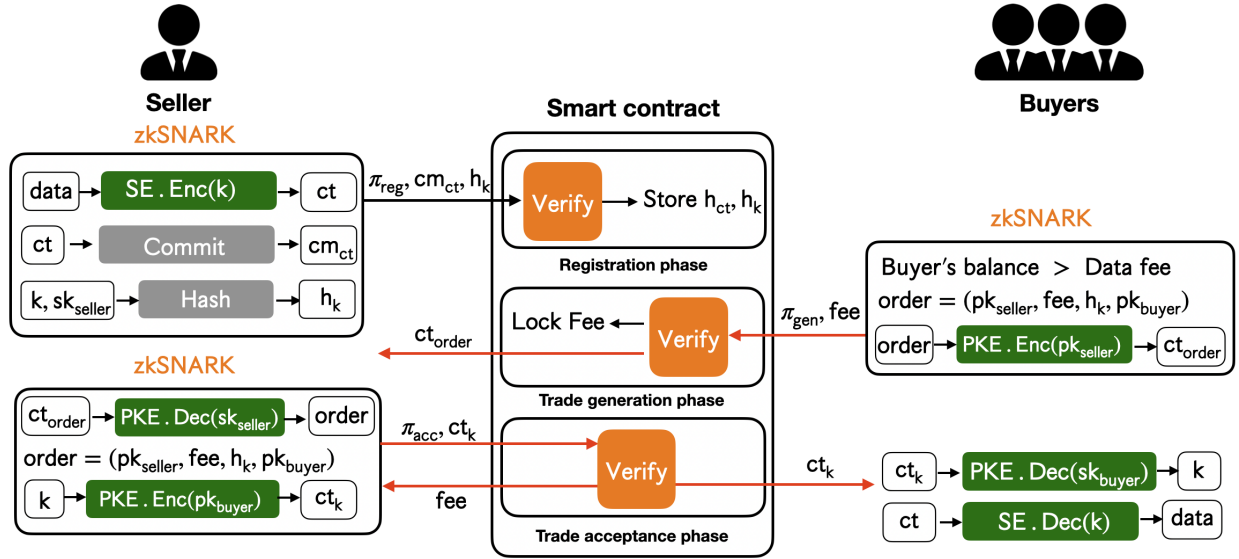 Seller
Buyers
Smart contract
zkSNARK
data
SE.Enc(k)
ct
ct
Commit
cm_ct
k, sk_seller
Hash
h_k
π_reg, cm_ct, h_k
Verify
Store h_ct, h_k
Registration phase
zkSNARK
Buyer's balance > Data fee
order = (pk_seller, fee, h_k, pk_buyer)
order
PKE.Enc(pk_seller)
ct_order
π_gen, fee
Lock Fee
Verify
ct_order
Trade generation phase
zkSNARK
ct_order
PKE.Dec(sk_seller)
order
order = (pk_seller, fee, h_k, pk_buyer)
k
PKE.Enc(pk_buyer)
ct_k
π_acc, ct_k
fee
Verify
Trade acceptance phase
ct_k
ct_k
PKE.Dec(sk_buyer)
k
ct
SE.Dec(k)
data